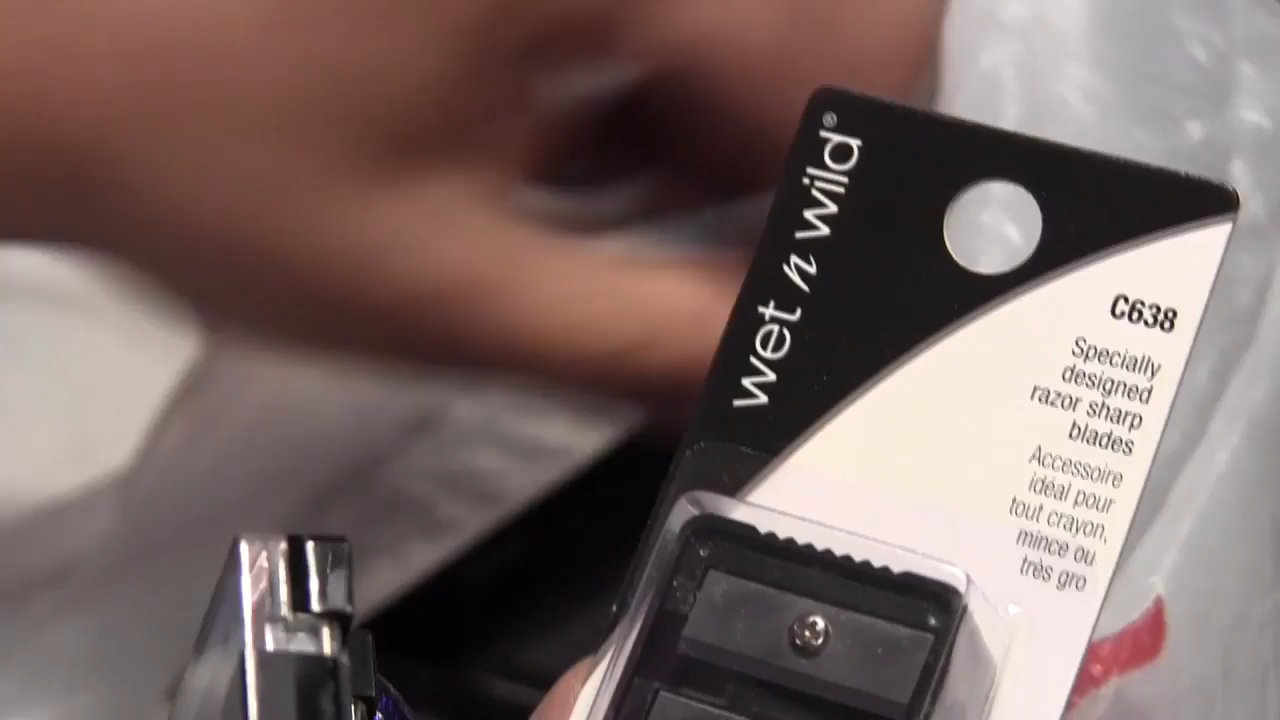 wet n wild®
C638
Specially
designed
razor sharp
blades
Accessoire
idéal pour
tout crayon,
mince ou
très gro